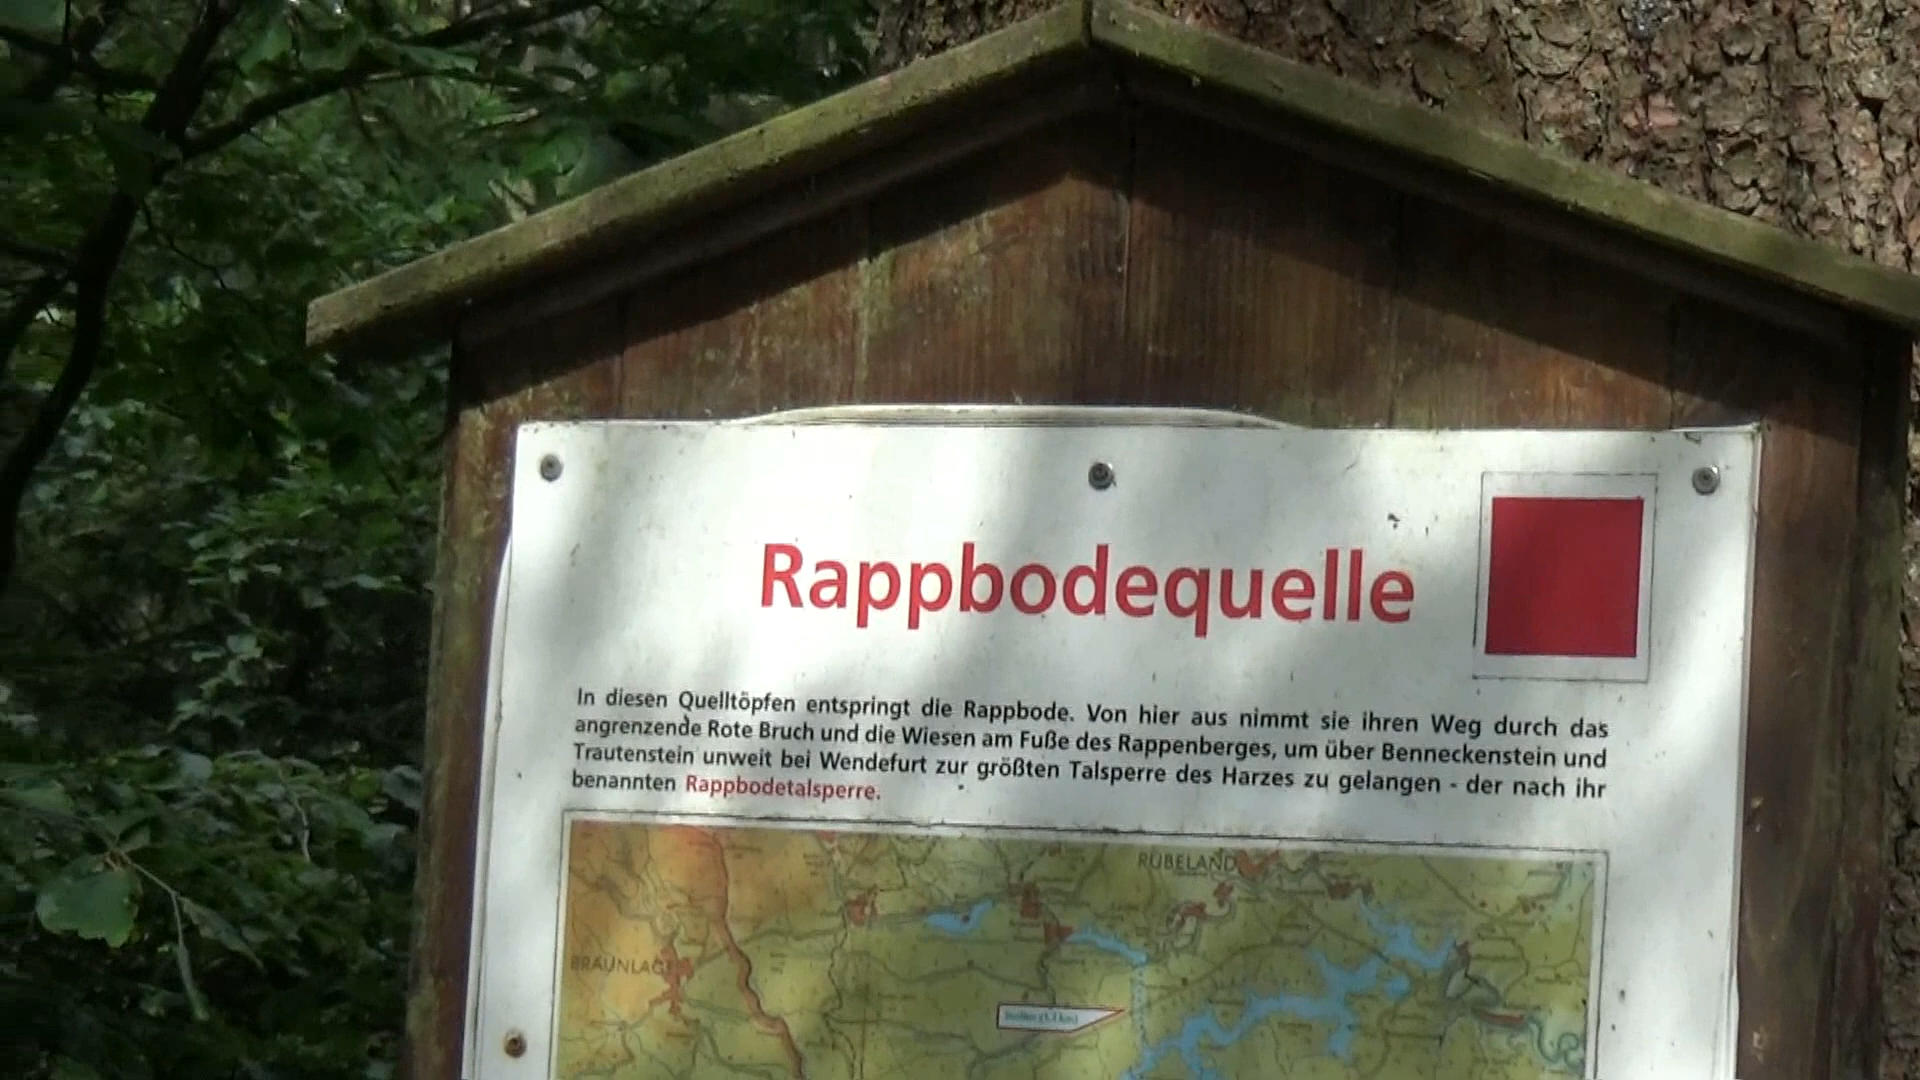 Rappbodequelle
In diesen Quelltöpfen entspringt die Rappbode. Von hier aus nimmt sie ihren Weg durch das
angrenzende Rote Bruch und die Wiesen am Fuße des Rappenberges, um über Benneckenstein und
Trautenstein unweit bei Wendefurt zur größten Talsperre des Harzes zu gelangen - der nach ihr
benannten Rappbodetalsperre.
RÜBELAND
BRAUNLAGE